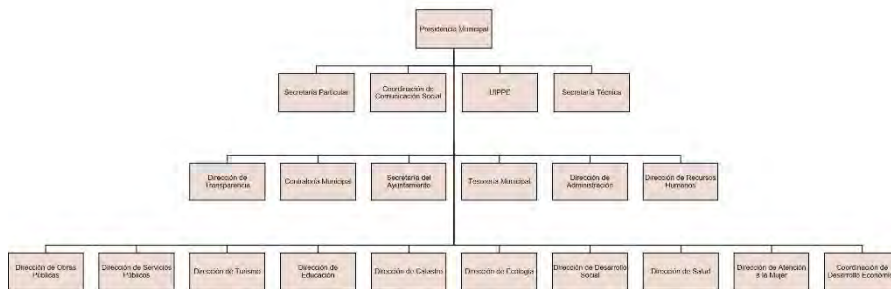 Presidencia Municipal
Secretaría Particular
Coordinación de
Comunicación Social
UIPPE
Secretaría Técnica
Dirección de
Transparencia
Contraloría Municipal
Secretaría del
Ayuntamiento
Tesorería Municipal
Dirección de
Administración
Dirección de Recursos
Humanos
Dirección de Obras
Públicas
Dirección de Servicios
Públicos
Dirección de Turismo
Dirección de
Educación
Dirección de Catastro
Dirección de Ecología
Dirección de Desarrollo
Social
Dirección de Salud
Dirección de Atención
a la Mujer
Coordinación de
Desarrollo Económi